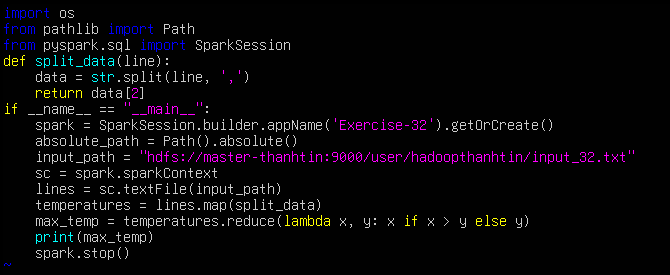 import os
from pathlib import Path
from pyspark.sql import SparkSession
def split_data(line):
    data = str.split(line, ',')
    return data[2]
if __name__ == "__main__":
    spark = SparkSession.builder.appName('Exercise-32').getOrCreate()
    absolute_path = Path().absolute()
    input_path = "hdfs://master-thanhtin:9000/user/hadoopthanhtin/input_32.txt"
    sc = spark.sparkContext
    lines = sc.textFile(input_path)
    temperatures = lines.map(split_data)
    max_temp = temperatures.reduce(lambda x, y: x if x > y else y)
    print(max_temp)
    spark.stop()
~